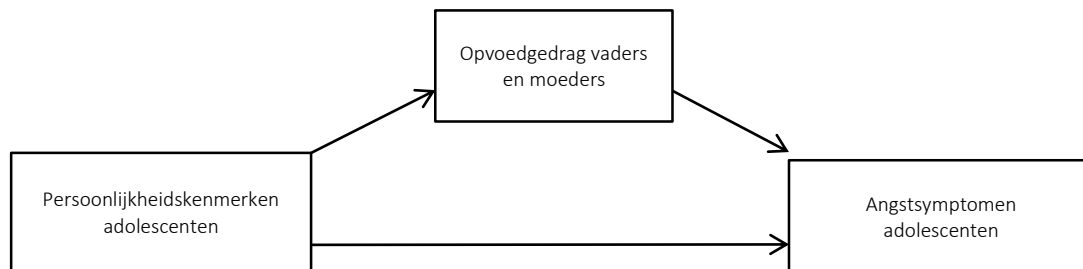 Opvoedgedrag vaders
en moeders
Persoonlijkheidskenmerken
adolescenten
Angstsymptomen
adolescenten